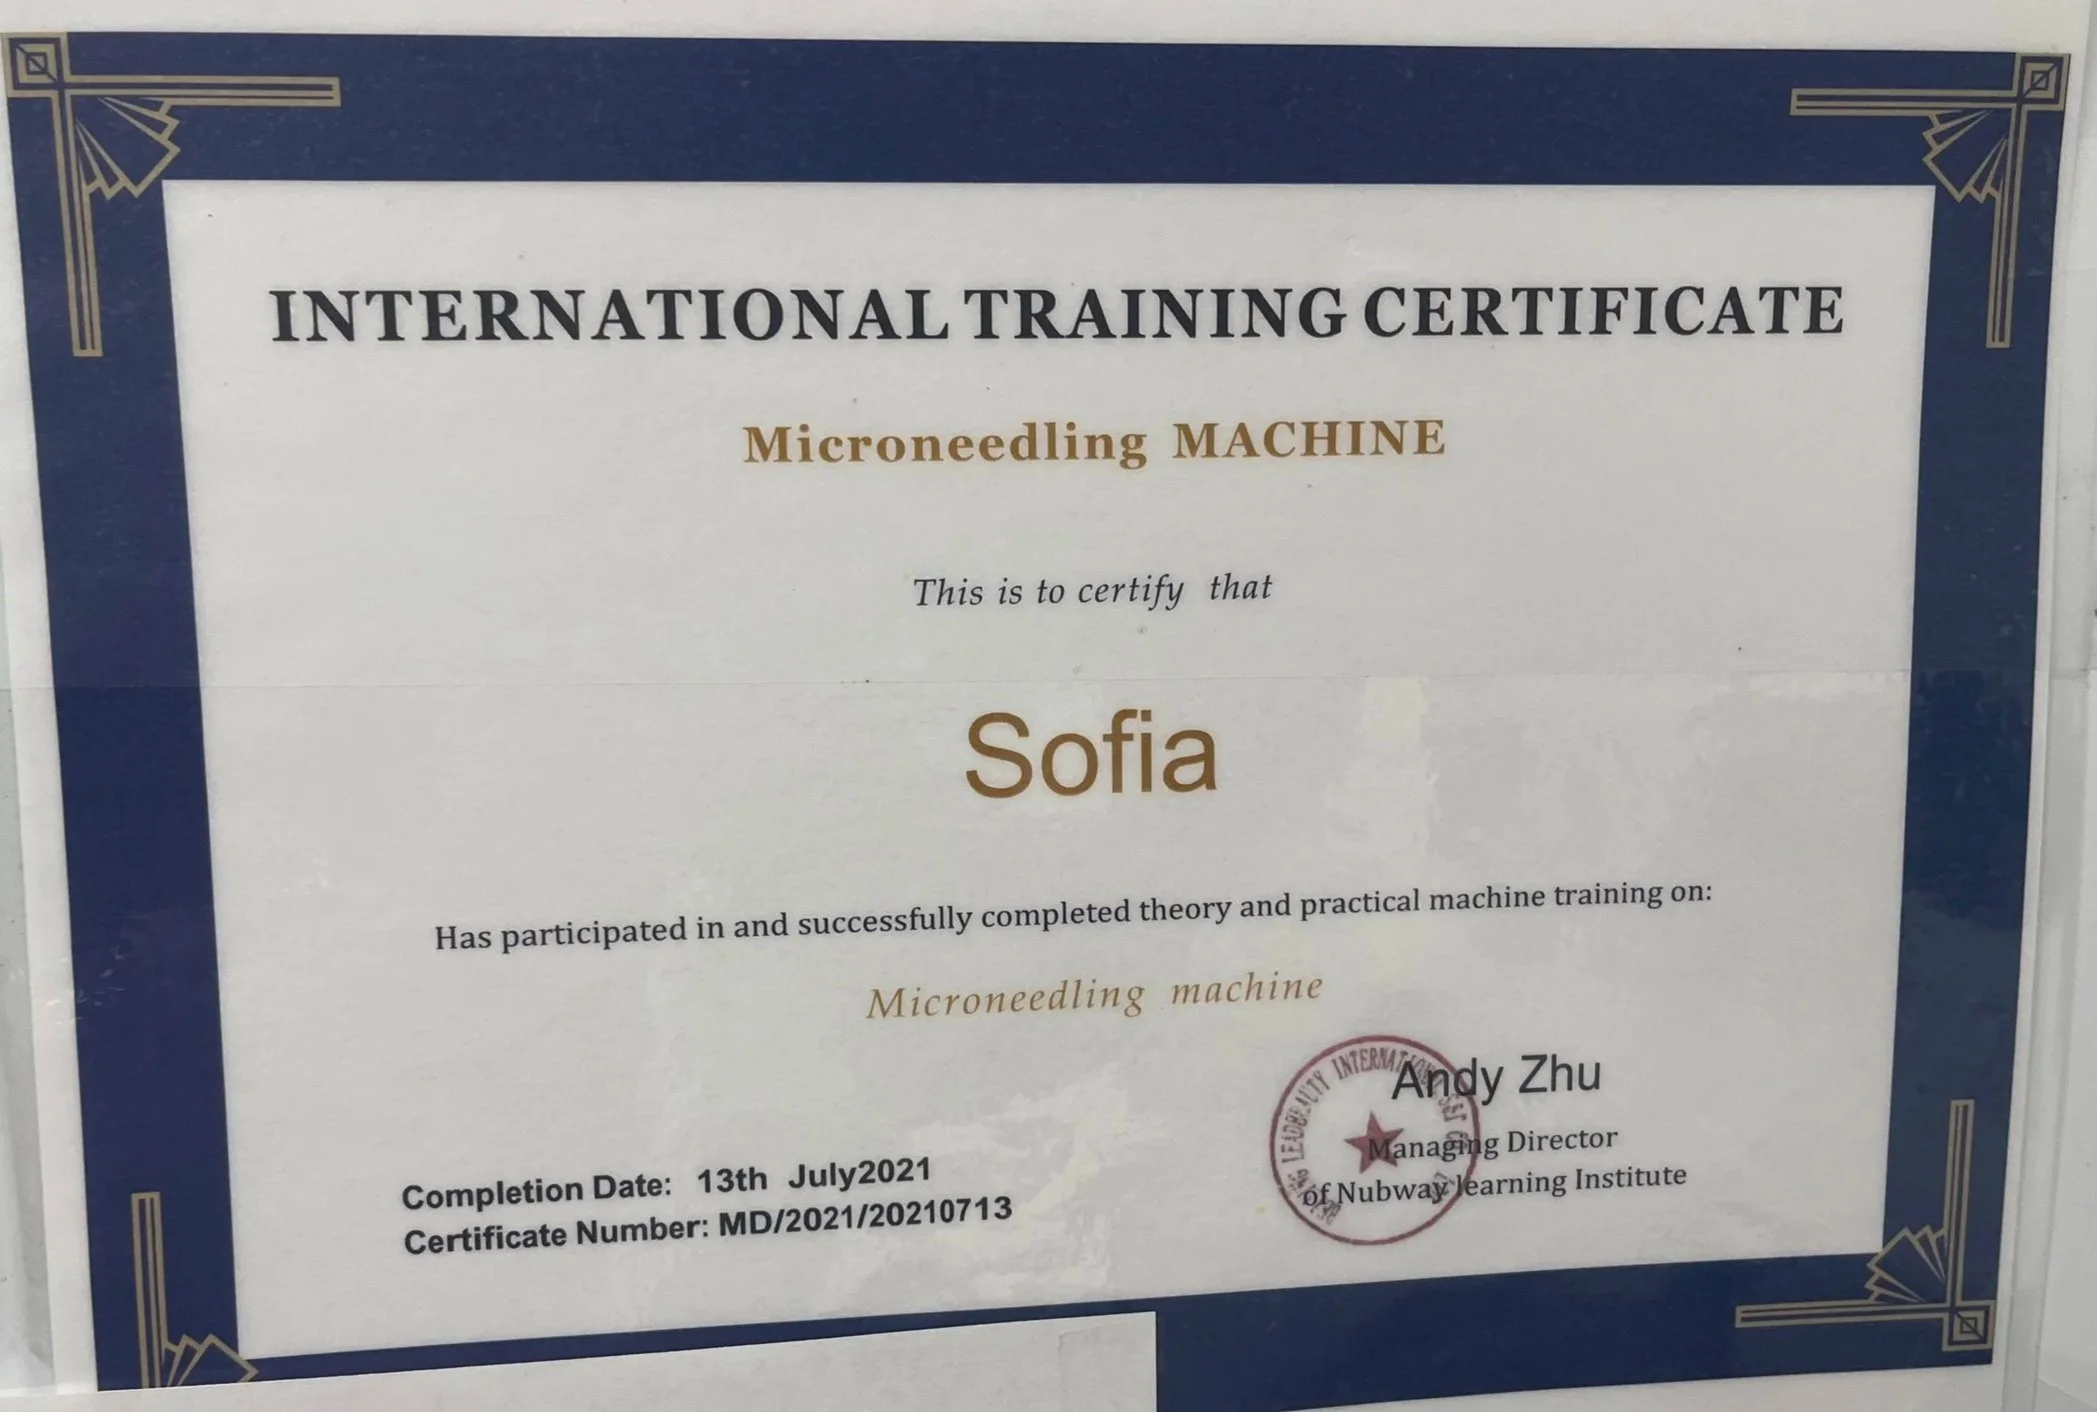 INTERNATIONAL TRAINING CERTIFICATE
Microneedling MACHINE
This is to certify that
Sofia
Has participated in and successfully completed theory and practical machine training on:
Microneedling machine
LEADBEAUTY INTERNATIONAL
Andy Zhu
Managing Director
of Nubway learning Institute
Completion Date: 13th July2021
Certificate Number: MD/2021/20210713